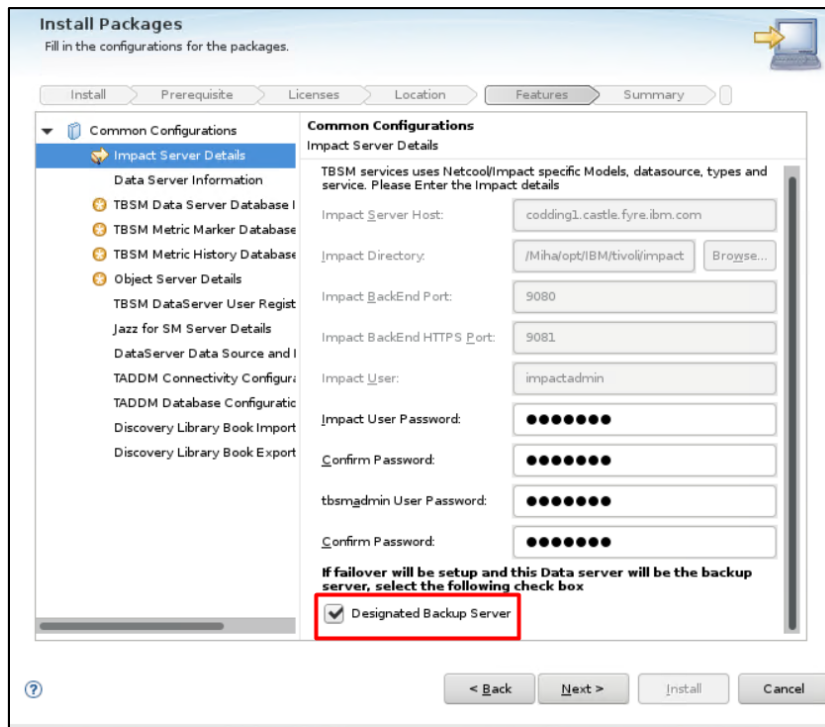 Install Packages
Fill in the configurations for the packages.
Install Prerequisite Licenses Location Features Summary
Common Configurations
Impact Server Details
Data Server Information
TBSM Data Server Database I
TBSM Metric Marker Database
TBSM Metric History Database
Object Server Details
TBSM DataServer User Regist
Jazz for SM Server Details
DataServer Data Source and I
TADDM Connectivity Configura
TADDM Database Configuratic
Discovery Library Book Import
Discovery Library Book Export
Common Configurations
Impact Server Details
TBSM services uses Netcool/Impact specific Models, datasource, types and
service. Please Enter the Impact details
Impact Server Host: codding1.castle.fyre.ibm.com
Impact Directory: /Miha/opt/IBM/tivoli/impact Browse...
Impact BackEnd Port: 9080
Impact BackEnd HTTPS Port: 9081
Impact User: impactadmin
Impact User Password: ●●●●●●●
Confirm Password: ●●●●●●●
tbsmadmin User Password: ●●●●●●●
Confirm Password: ●●●●●●●
If failover will be setup and this Data server will be the backup
server, select the following check box
Designated Backup Server
? < Back Next > Install Cancel